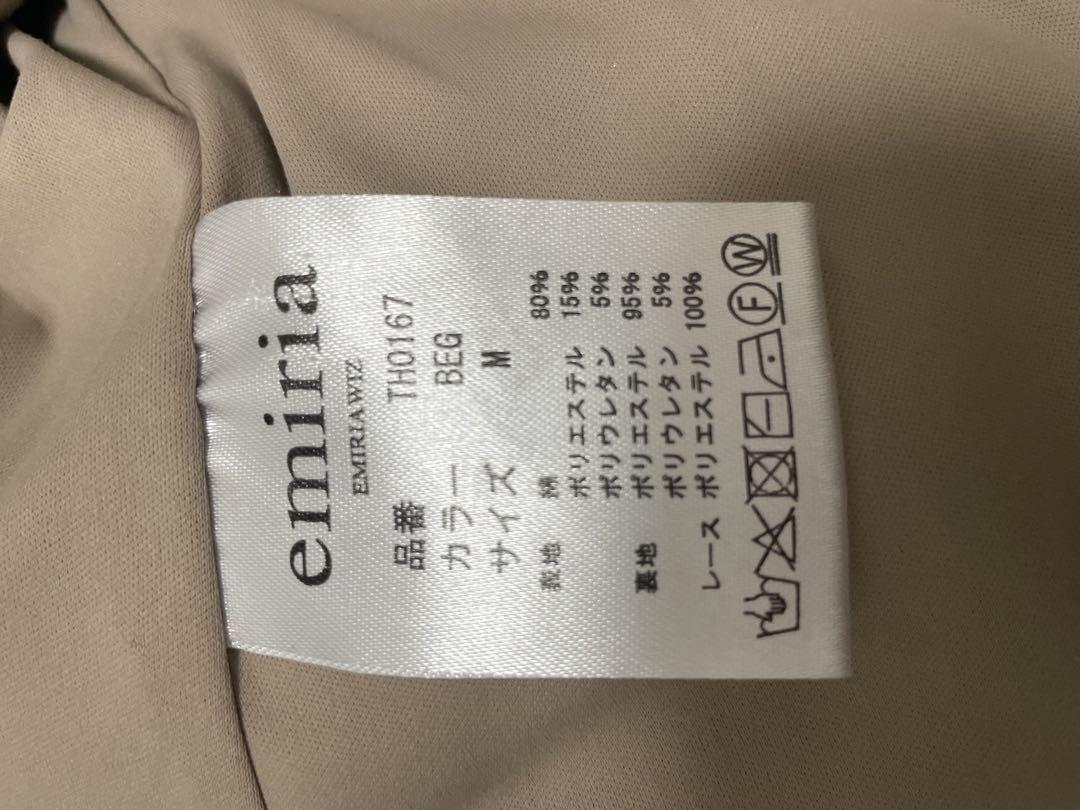 emiria
EMIRIAWIZ
品番 TH0167
カラー BEG
サイズ M
表地 綿 80%
ポリエステル 15%
ポリウレタン 5%
裏地 ポリエステル 95%
ポリウレタン 5%
レース ポリエステル 100%
F W